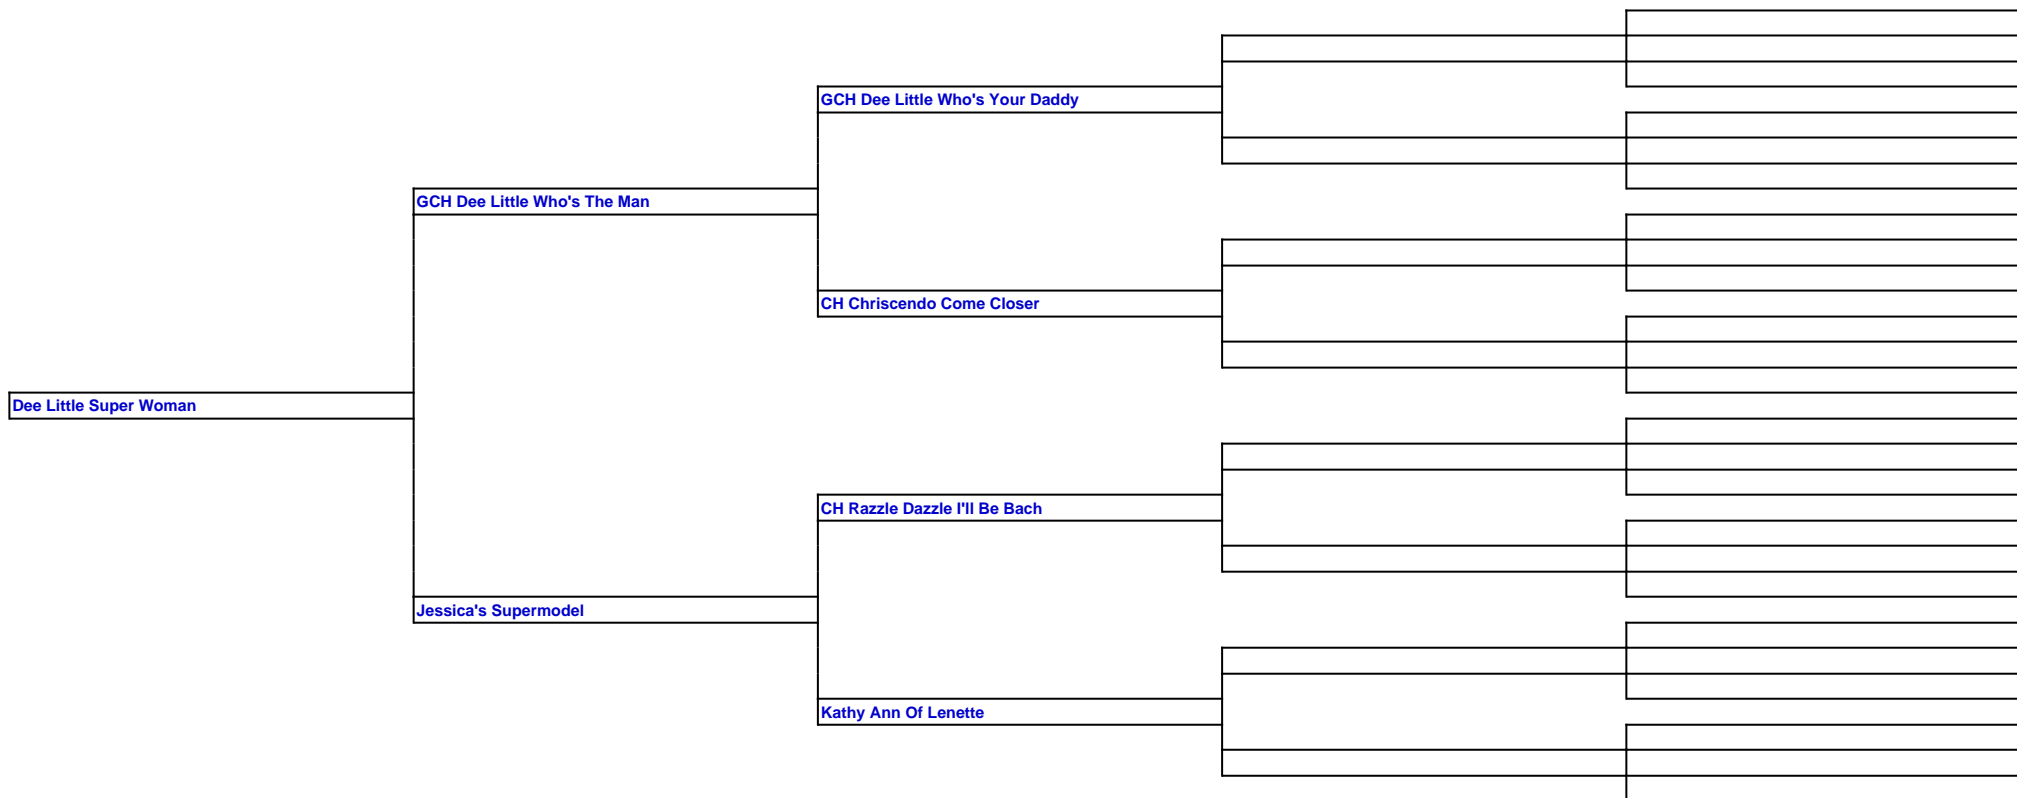 GCH Dee Little Who's Your Daddy
GCH Dee Little Who's The Man
CH Chriscendo Come Closer
Dee Little Super Woman
CH Razzle Dazzle I'll Be Bach
Jessica's Supermodel
Kathy Ann Of Lenette